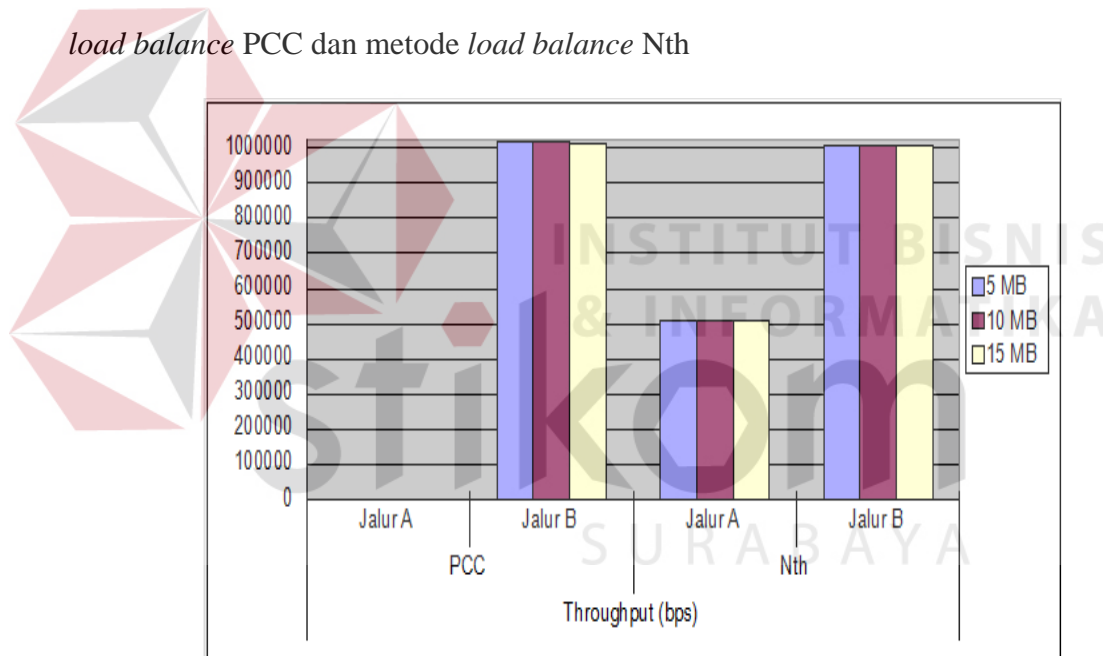 load balance PCC dan metode load balance Nth
1000000
900000
800000
700000
600000
500000
400000
300000
200000
100000
0
Jalur A
Jalur B
Jalur A
Jalur B
PCC
Nth
Throughput (bps)
5 MB
10 MB
15 MB
INSTITUT BISNIS
& INFORMATIKA
stikom
SURABAYA